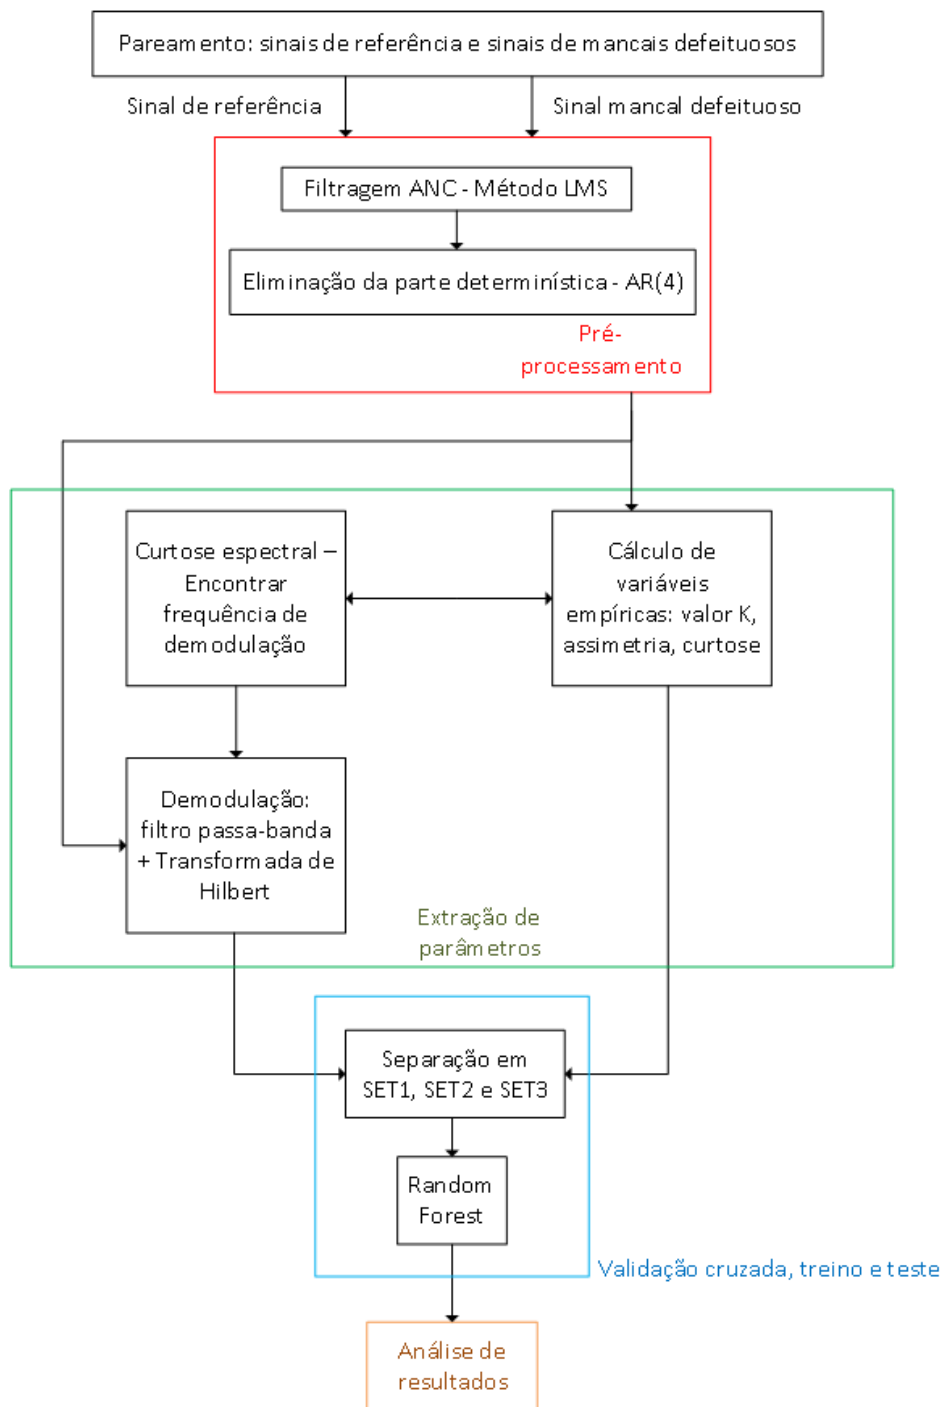 Pareamento: sinais de referência e sinais de mancais defeituosos
Sinal de referência
Sinal mancal defeituoso
Filtragem ANC - Método LMS
Eliminação da parte determinística - AR(4)
Pré-
processamento
Curtose espectral –
Encontrar
frequência de
demodulação
Cálculo de
variáveis
empíricas: valor K,
assimetria, curtose
Demodulação:
filtro passa-banda
+ Transformada de
Hilbert
Extração de
parâmetros
Separação em
SET1, SET2 e SET3
Random
Forest
Validação cruzada, treino e teste
Análise de
resultados